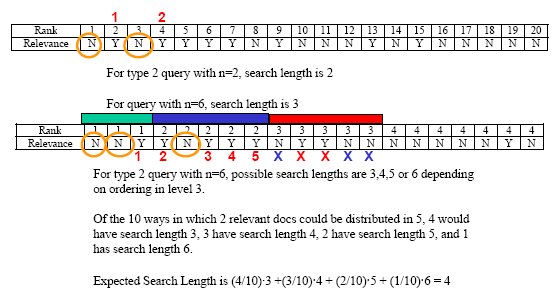 1 2
Rank 1 2 3 4 5 6 7 8 9 10 11 12 13 14 15 16 17 18 19 20
Relevance N Y N Y Y Y Y N Y N N N Y N Y N N N N N
For type 2 query with n=2, search length is 2
For query with n=6, search length is 3
Rank 1 1 1 2 2 2 2 2 3 3 3 3 3 4 4 4 4 4 4 4
Relevance N N Y Y N Y Y Y N Y Y N N N N N N N Y N
1 2 3 4 5 X X X X X
For type 2 query with n=6, possible search lengths are 3,4,5 or 6 depending
on ordering in level 3.
Of the 10 ways in which 2 relevant docs could be distributed in 5, 4 would
have search length 3, 3 have search length 4, 2 have search length 5, and 1
has search length 6.
Expected Search Length is (4/10)·3 +(3/10)·4 + (2/10)·5 + (1/10)·6 = 4